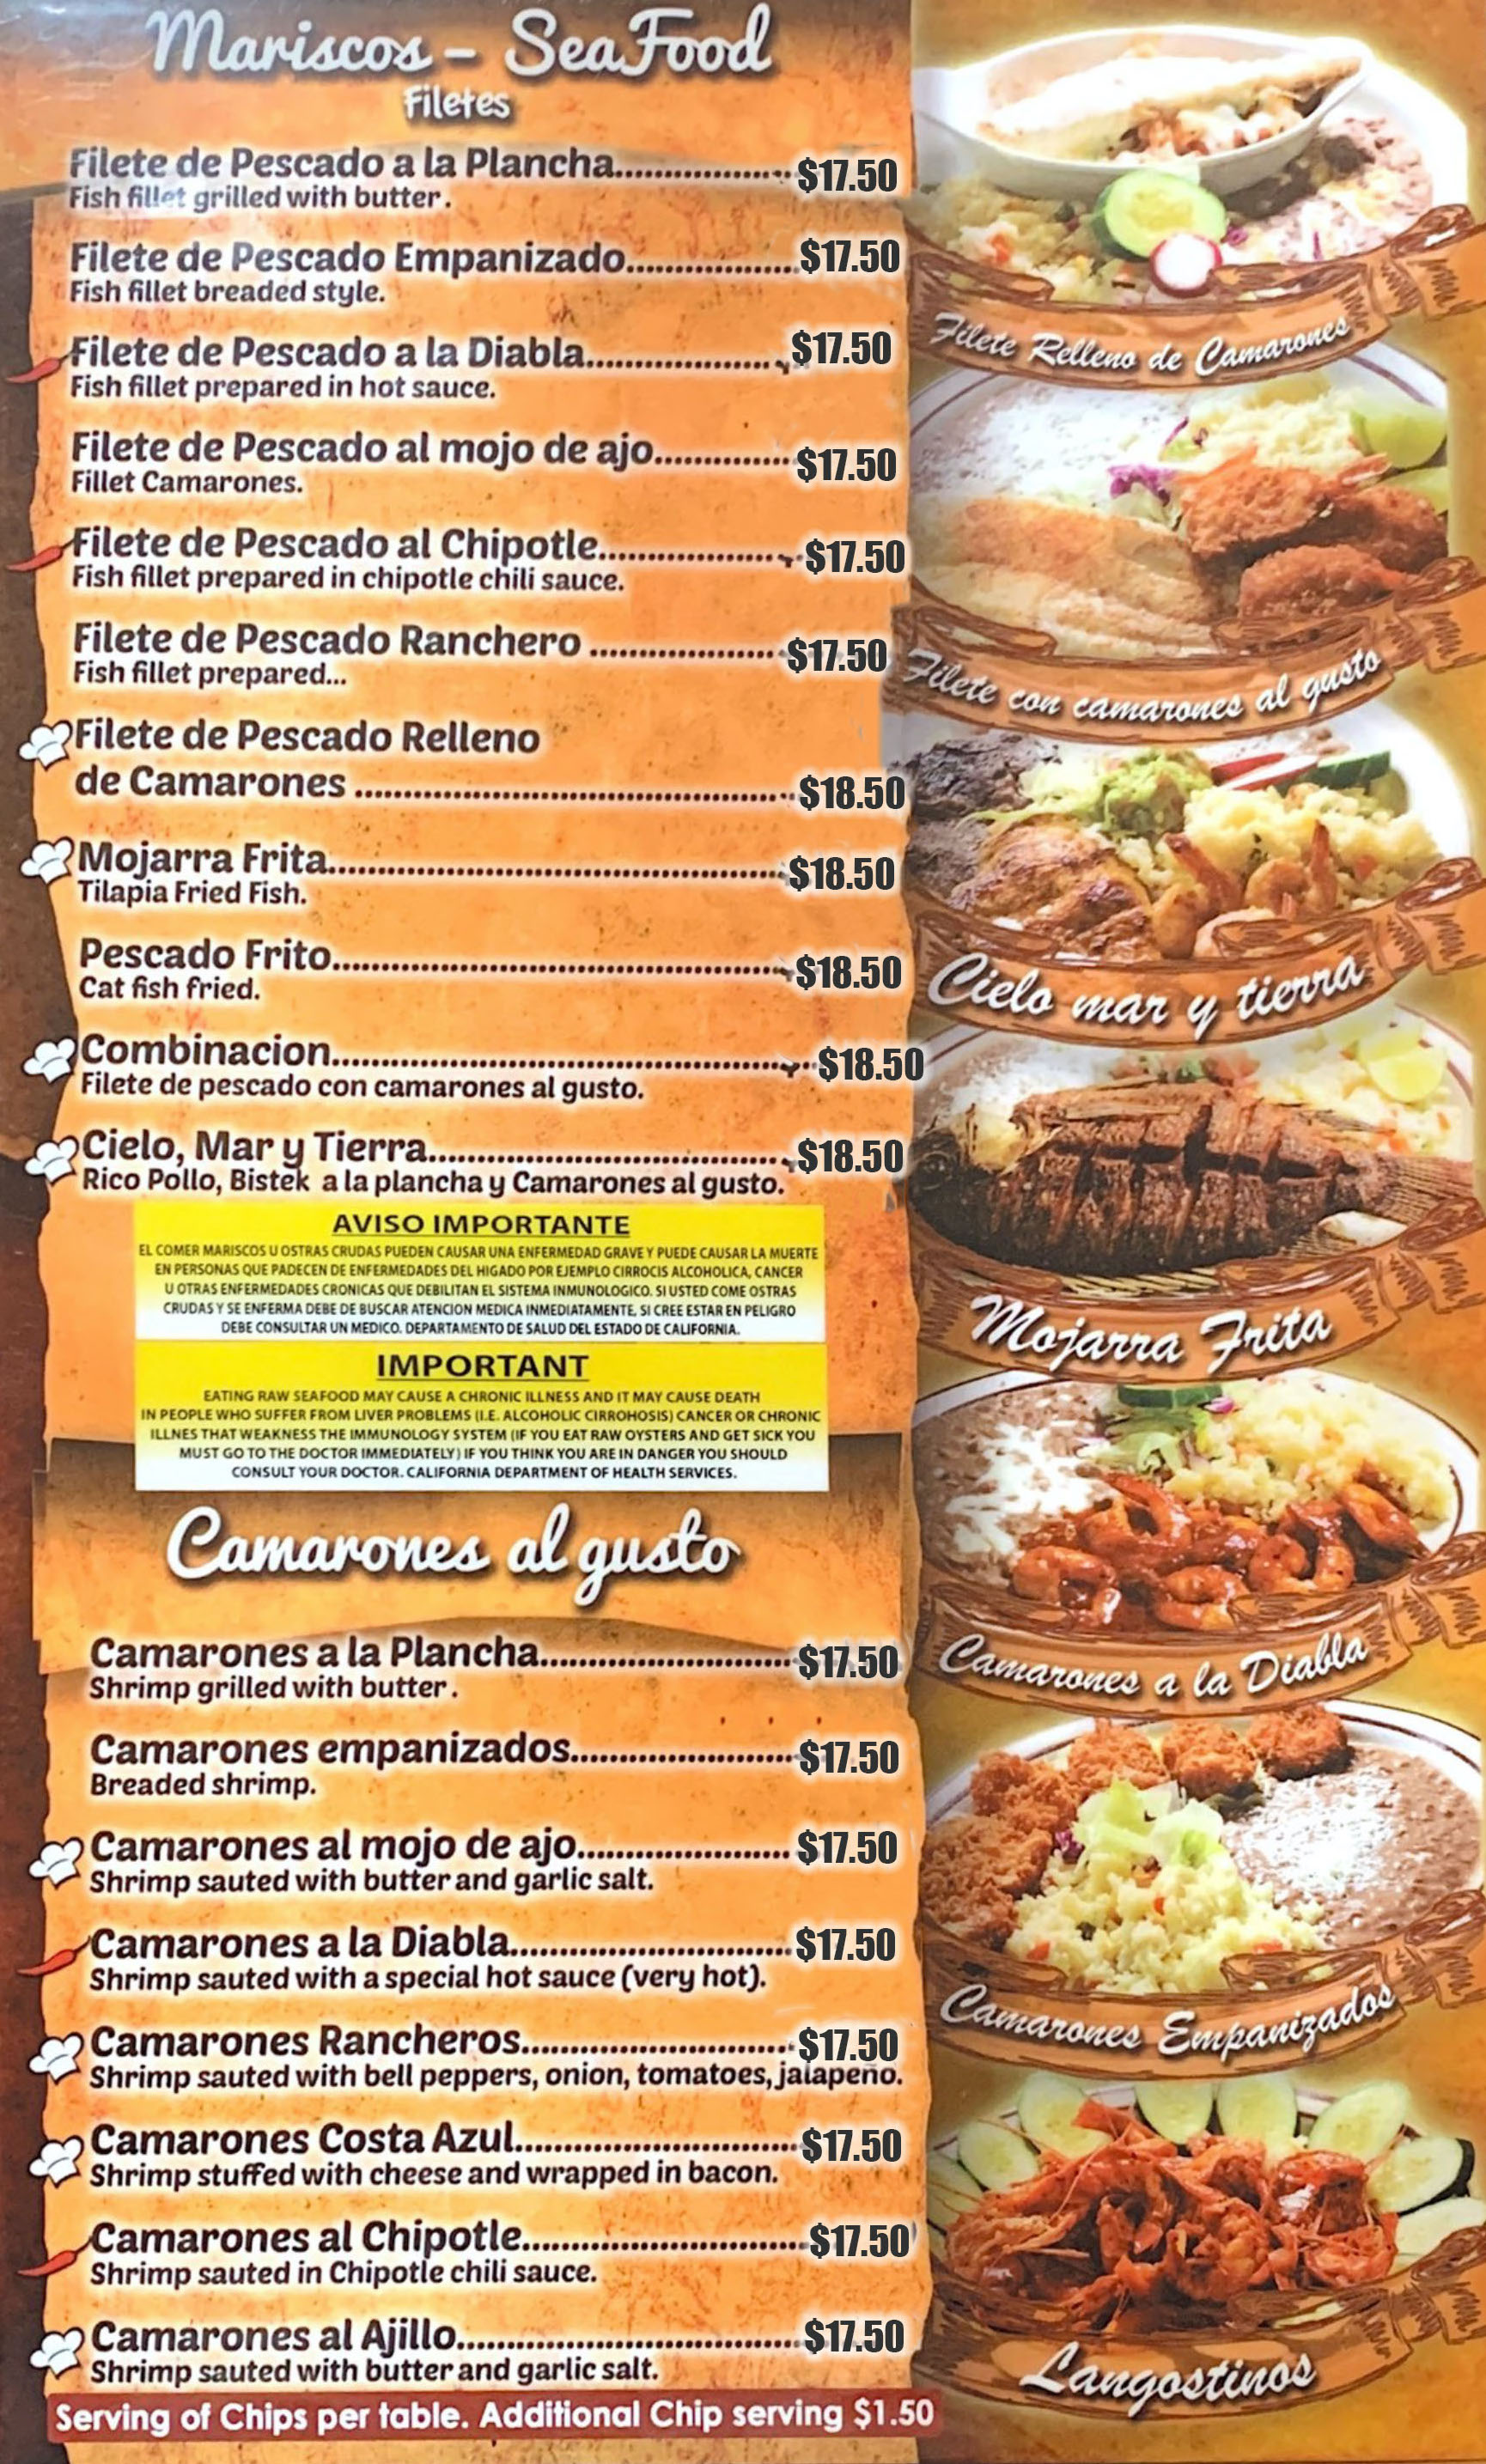 Mariscos - SeaFood
Filetes
Filete de Pescado a la Plancha................$17.50
Fish fillet grilled with butter.
Filete de Pescado Empanizado..................$17.50
Fish fillet breaded style.
Filete de Pescado a la Diabla...................$17.50
Fish fillet prepared in hot sauce.
Filete de Pescado al mojo de ajo..............$17.50
Fillet Camarones.
Filete de Pescado al Chipotle....................$17.50
Fish fillet prepared in chipotle chili sauce.
Filete de Pescado Ranchero ...................$17.50
Fish fillet prepared...
Filete de Pescado Relleno
de Camarones .............................................$18.50
Mojarra Frita...............................................$18.50
Tilapia Fried Fish.
Pescado Frito...............................................$18.50
Cat fish fried.
Combinacion.................................................$18.50
Filete de pescado con camarones al gusto.
Cielo, Mar y Tierra.....................................$18.50
Rico Pollo, Bistek a la plancha y Camarones al gusto.
AVISO IMPORTANTE
EL COMER MARISCOS U OSTRAS CRUDAS PUEDEN CAUSAR UNA ENFERMEDAD GRAVE Y PUEDE CAUSAR LA MUERTE
EN PERSONAS QUE PADECEN DE ENFERMEDADES DEL HIGADO POR EJEMPLO CIRROCIS ALCOHOLICA, CANCER
U OTRAS ENFERMEDADES CRONICAS QUE DEBILITAN EL SISTEMA INMUNOLOGICO. SI USTED COME OSTRAS
CRUDAS Y SE ENFERMA DEBE DE BUSCAR ATENCION MEDICA INMEDIATAMENTE, SI CREE ESTAR EN PELIGRO
DEBE CONSULTAR UN MEDICO. DEPARTAMENTO DE SALUD DEL ESTADO DE CALIFORNIA.
IMPORTANT
EATING RAW SEAFOOD MAY CAUSE A CHRONIC ILLNESS AND IT MAY CAUSE DEATH
IN PEOPLE WHO SUFFER FROM LIVER PROBLEMS (I.E. ALCOHOLIC CIRROHOSIS) CANCER OR CHRONIC
ILLNES THAT WEAKNESS THE IMMUNOLOGY SYSTEM (IF YOU EAT RAW OYSTERS AND GET SICK YOU
MUST GO TO THE DOCTOR IMMEDIATELY) IF YOU THINK YOU ARE IN DANGER YOU SHOULD
CONSULT YOUR DOCTOR. CALIFORNIA DEPARTMENT OF HEALTH SERVICES.
Camarones al gusto
Camarones a la Plancha..........................$17.50
Shrimp grilled with butter.
Camarones empanizados.......................$17.50
Breaded shrimp.
Camarones al mojo de ajo......................$17.50
Shrimp sauted with butter and garlic salt.
Camarones a la Diabla.............................$17.50
Shrimp sauted with a special hot sauce (very hot).
Camarones Rancheros............................$17.50
Shrimp sauted with bell peppers, onion, tomatoes, jalapeño.
Camarones Costa Azul.............................$17.50
Shrimp stuffed with cheese and wrapped in bacon.
Camarones al Chipotle.............................$17.50
Shrimp sauted in Chipotle chili sauce.
Camarones al Ajillo...................................$17.50
Shrimp sauted with butter and garlic salt.
Serving of Chips per table. Additional Chip serving $1.50
Filete Relleno de Camarones
Filete con camarones al gusto
Cielo mar y tierra
Mojarra Frita
Camarones a la Diabla
Camarones Empanizados
Langostinos